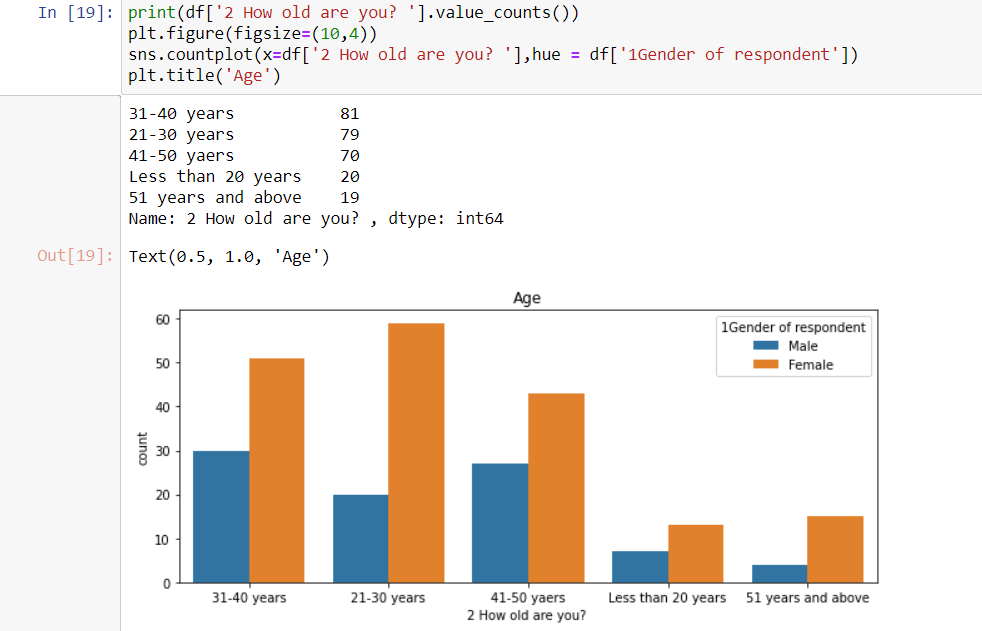 In [19]: print(df['2 How old are you? '].value_counts())
plt.figure(figsize=(10,4))
sns.countplot(x=df['2 How old are you? '],hue = df['1Gender of respondent'])
plt.title('Age')
31-40 years 81
21-30 years 79
41-50 yaers 70
Less than 20 years 20
51 years and above 19
Name: 2 How old are you? , dtype: int64
Out[19]: Text(0.5, 1.0, 'Age')
Age
1Gender of respondent
Male
Female
60
50
40
30
20
10
0
count
31-40 years 21-30 years 41-50 yaers Less than 20 years 51 years and above
2 How old are you?